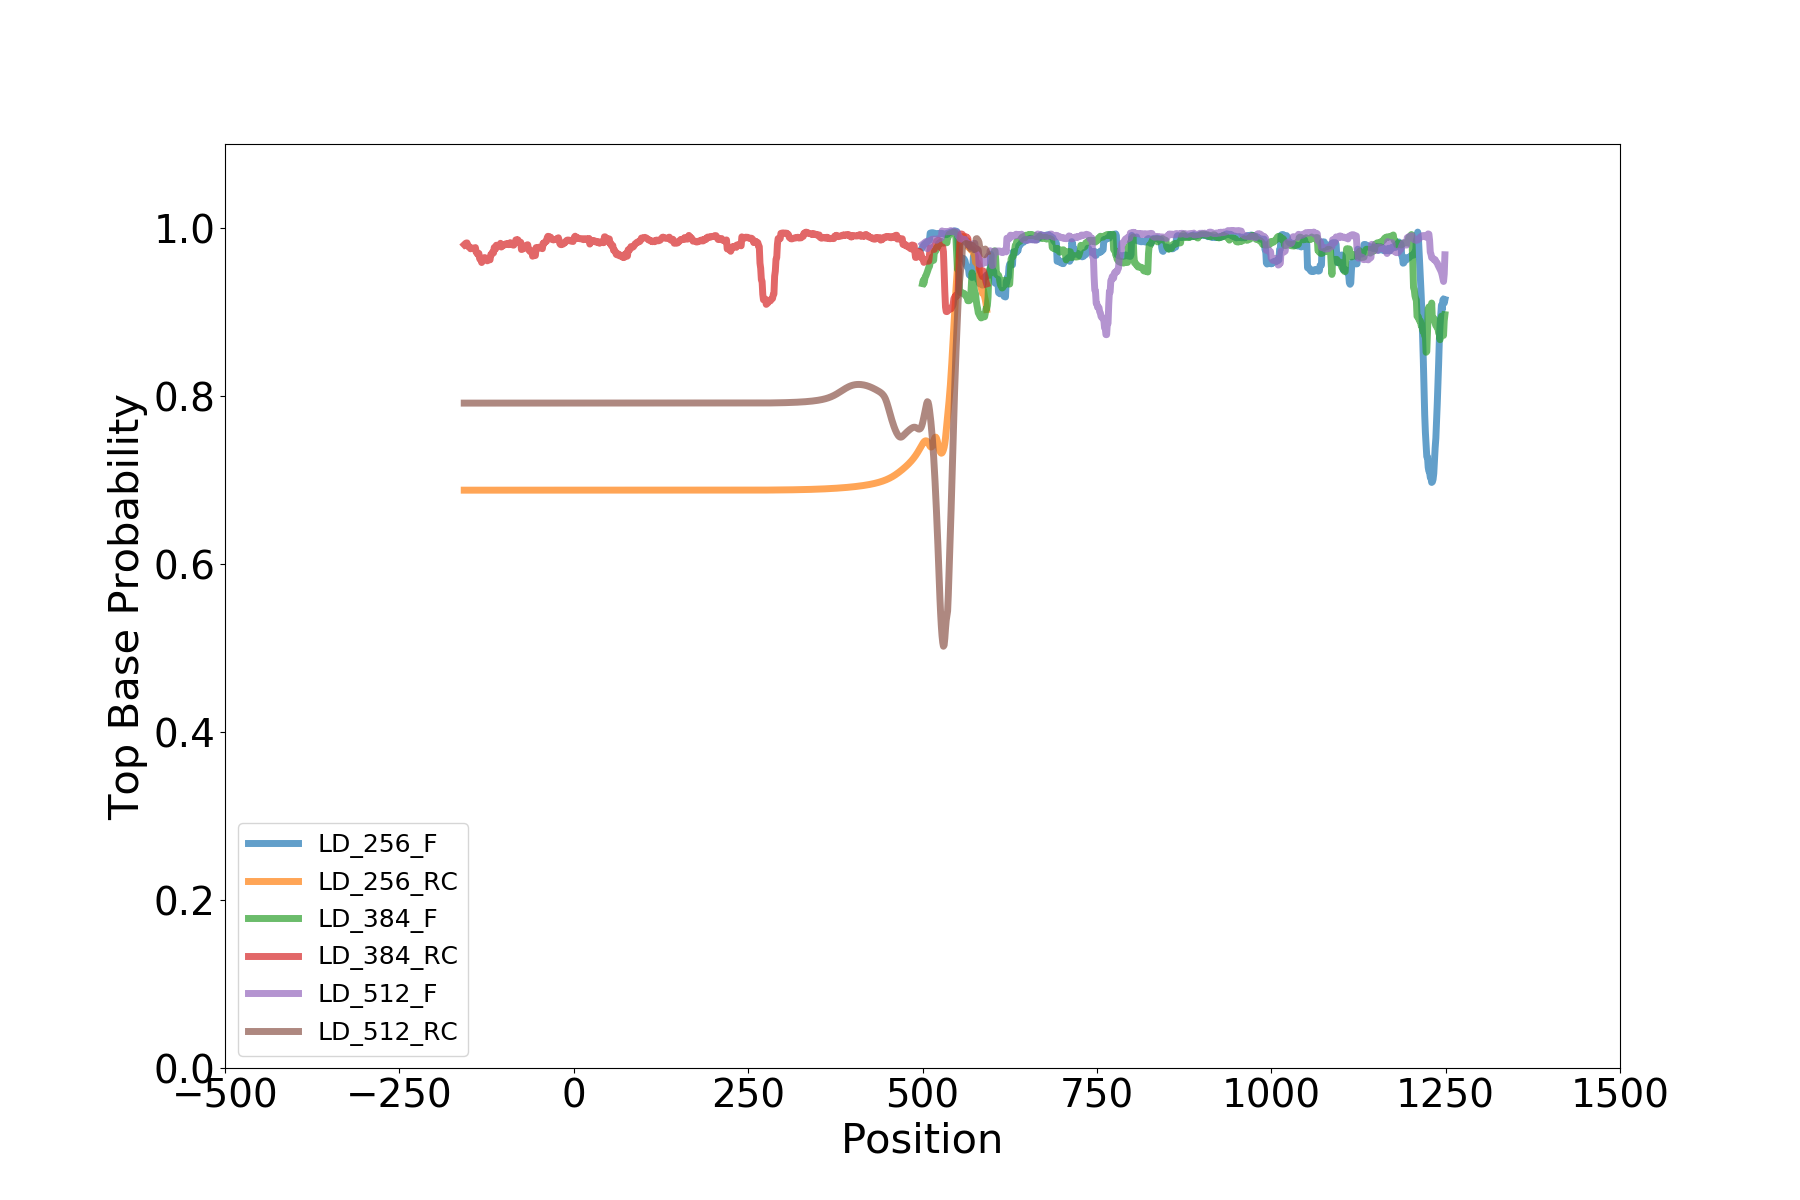 1.0
0.8
0.6
0.4
0.2
0.0
Top Base Probability
LD_256_F
LD_256_RC
LD_384_F
LD_384_RC
LD_512_F
LD_512_RC
−500 −250 0 250 500 750 1000 1250 1500
Position